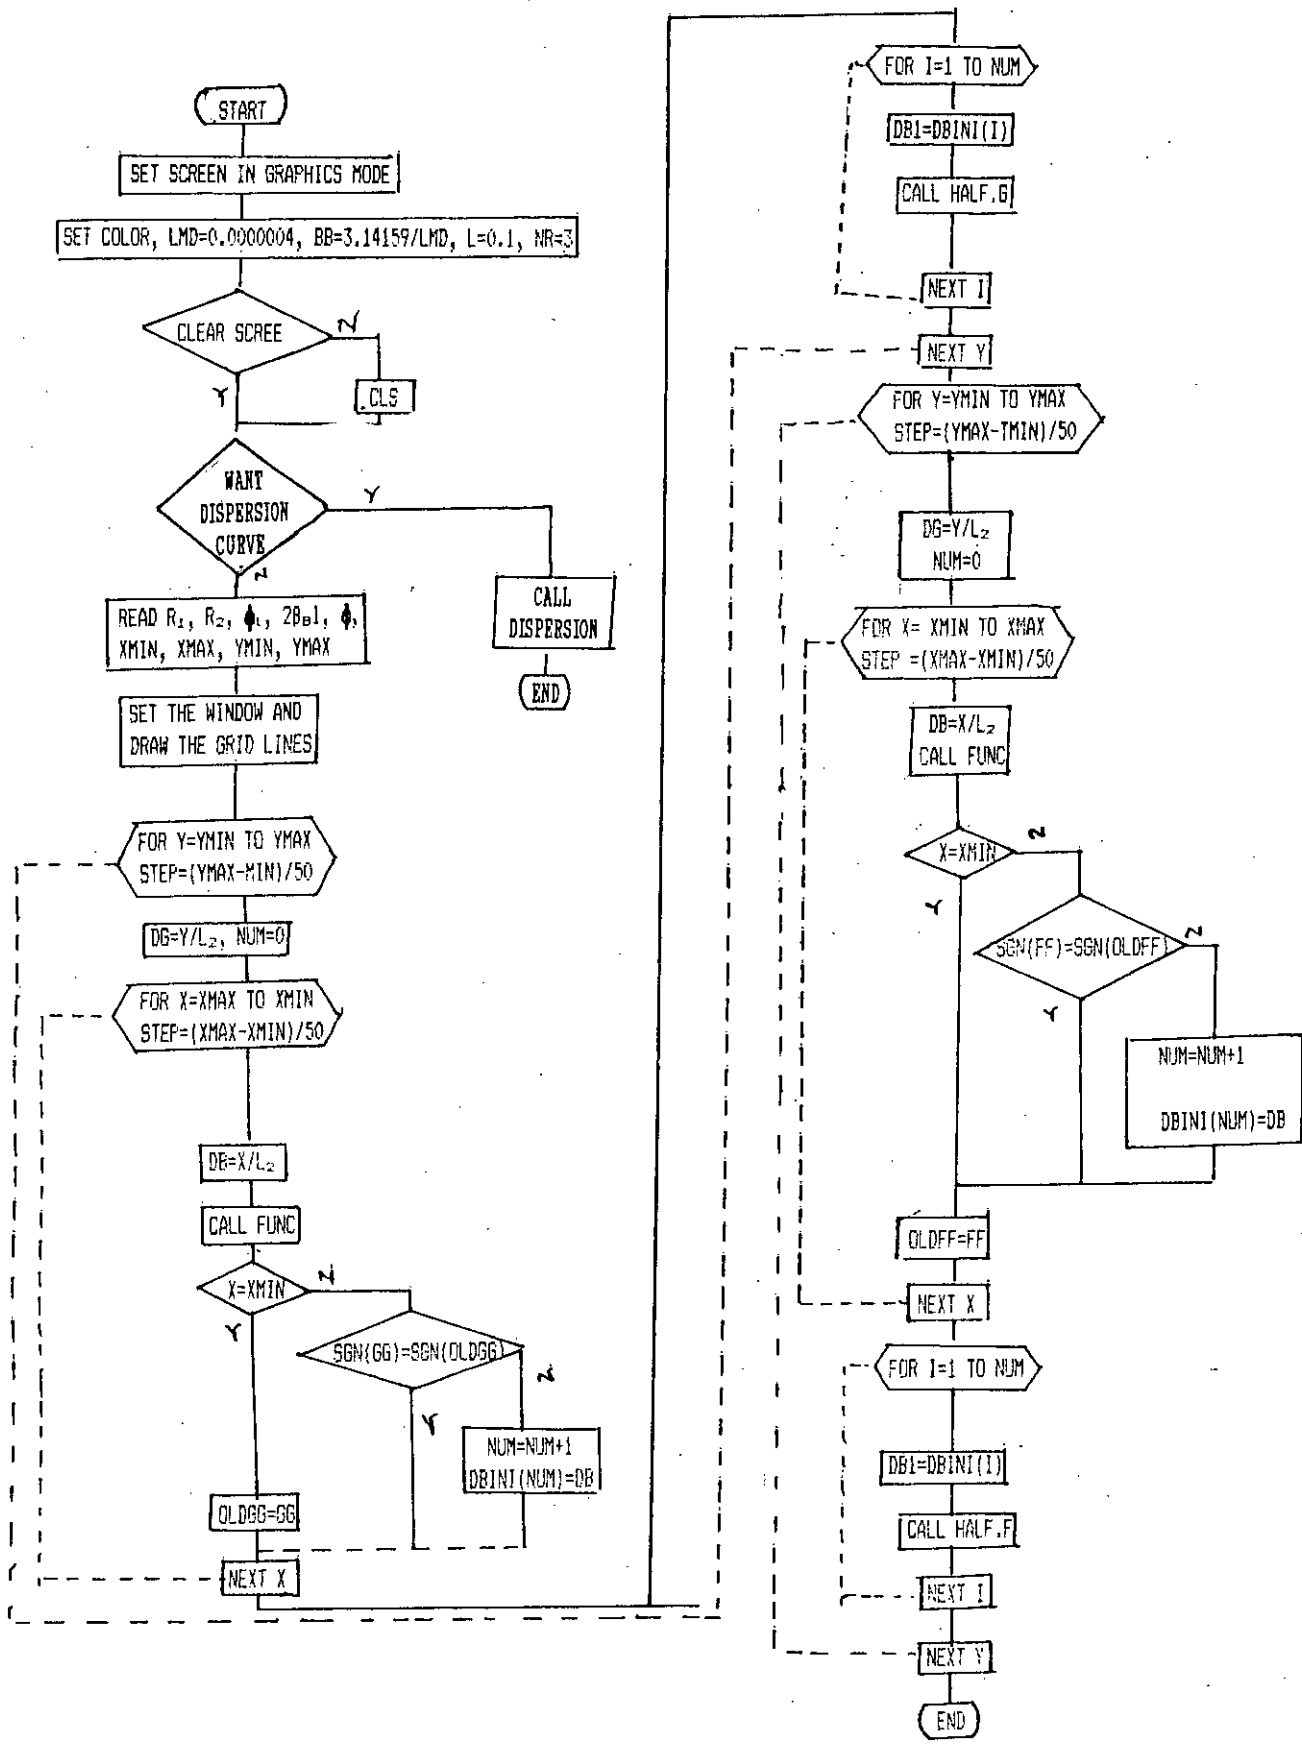 START
SET SCREEN IN GRAPHICS MODE
SET COLOR, LMD=0.0000004, BB=3.14159/LMD, L=0.1, NR=3
CLEAR SCREE
N
Y
CLS
WANT
DISPERSION
CURVE
Y
N
CALL
DISPERSION
END
READ R₁, R₂, ϕ₁, 2βB1, ϕ,
XMIN, XMAX, YMIN, YMAX
SET THE WINDOW AND
DRAW THE GRID LINES
FOR Y=YMIN TO YMAX
STEP=(YMAX-MIN)/50
DG=Y/L₂, NUM=0
FOR X=XMAX TO XMIN
STEP=(XMAX-XMIN)/50
DB=X/L₂
CALL FUNC
X=XMIN
N
Y
SGN(GG)=SGN(OLDGG)
N
Y
NUM=NUM+1
DBINI(NUM)=DB
OLDGG=GG
NEXT X
FOR I=1 TO NUM
DB1=DBINI(I)
CALL HALF.G
NEXT I
NEXT Y
FOR Y=YMIN TO YMAX
STEP=(YMAX-TMIN)/50
DG=Y/L₂
NUM=0
FOR X= XMIN TO XMAX
STEP =(XMAX-XMIN)/50
DB=X/L₂
CALL FUNC
X=XMIN
N
Y
SGN(FF)=SGN(OLDFF)
N
Y
NUM=NUM+1
DBINI(NUM)=DB
OLDFF=FF
NEXT X
FOR I=1 TO NUM
DB1=DBINI(I)
CALL HALF.F
NEXT I
NEXT Y
END